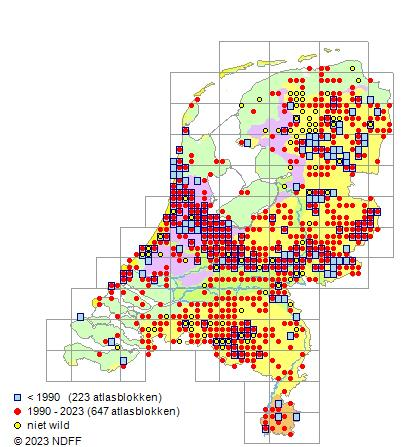 < 1990 (223 atlasblokken)
1990 - 2023 (647 atlasblokken)
niet wild
© 2023 NDFF